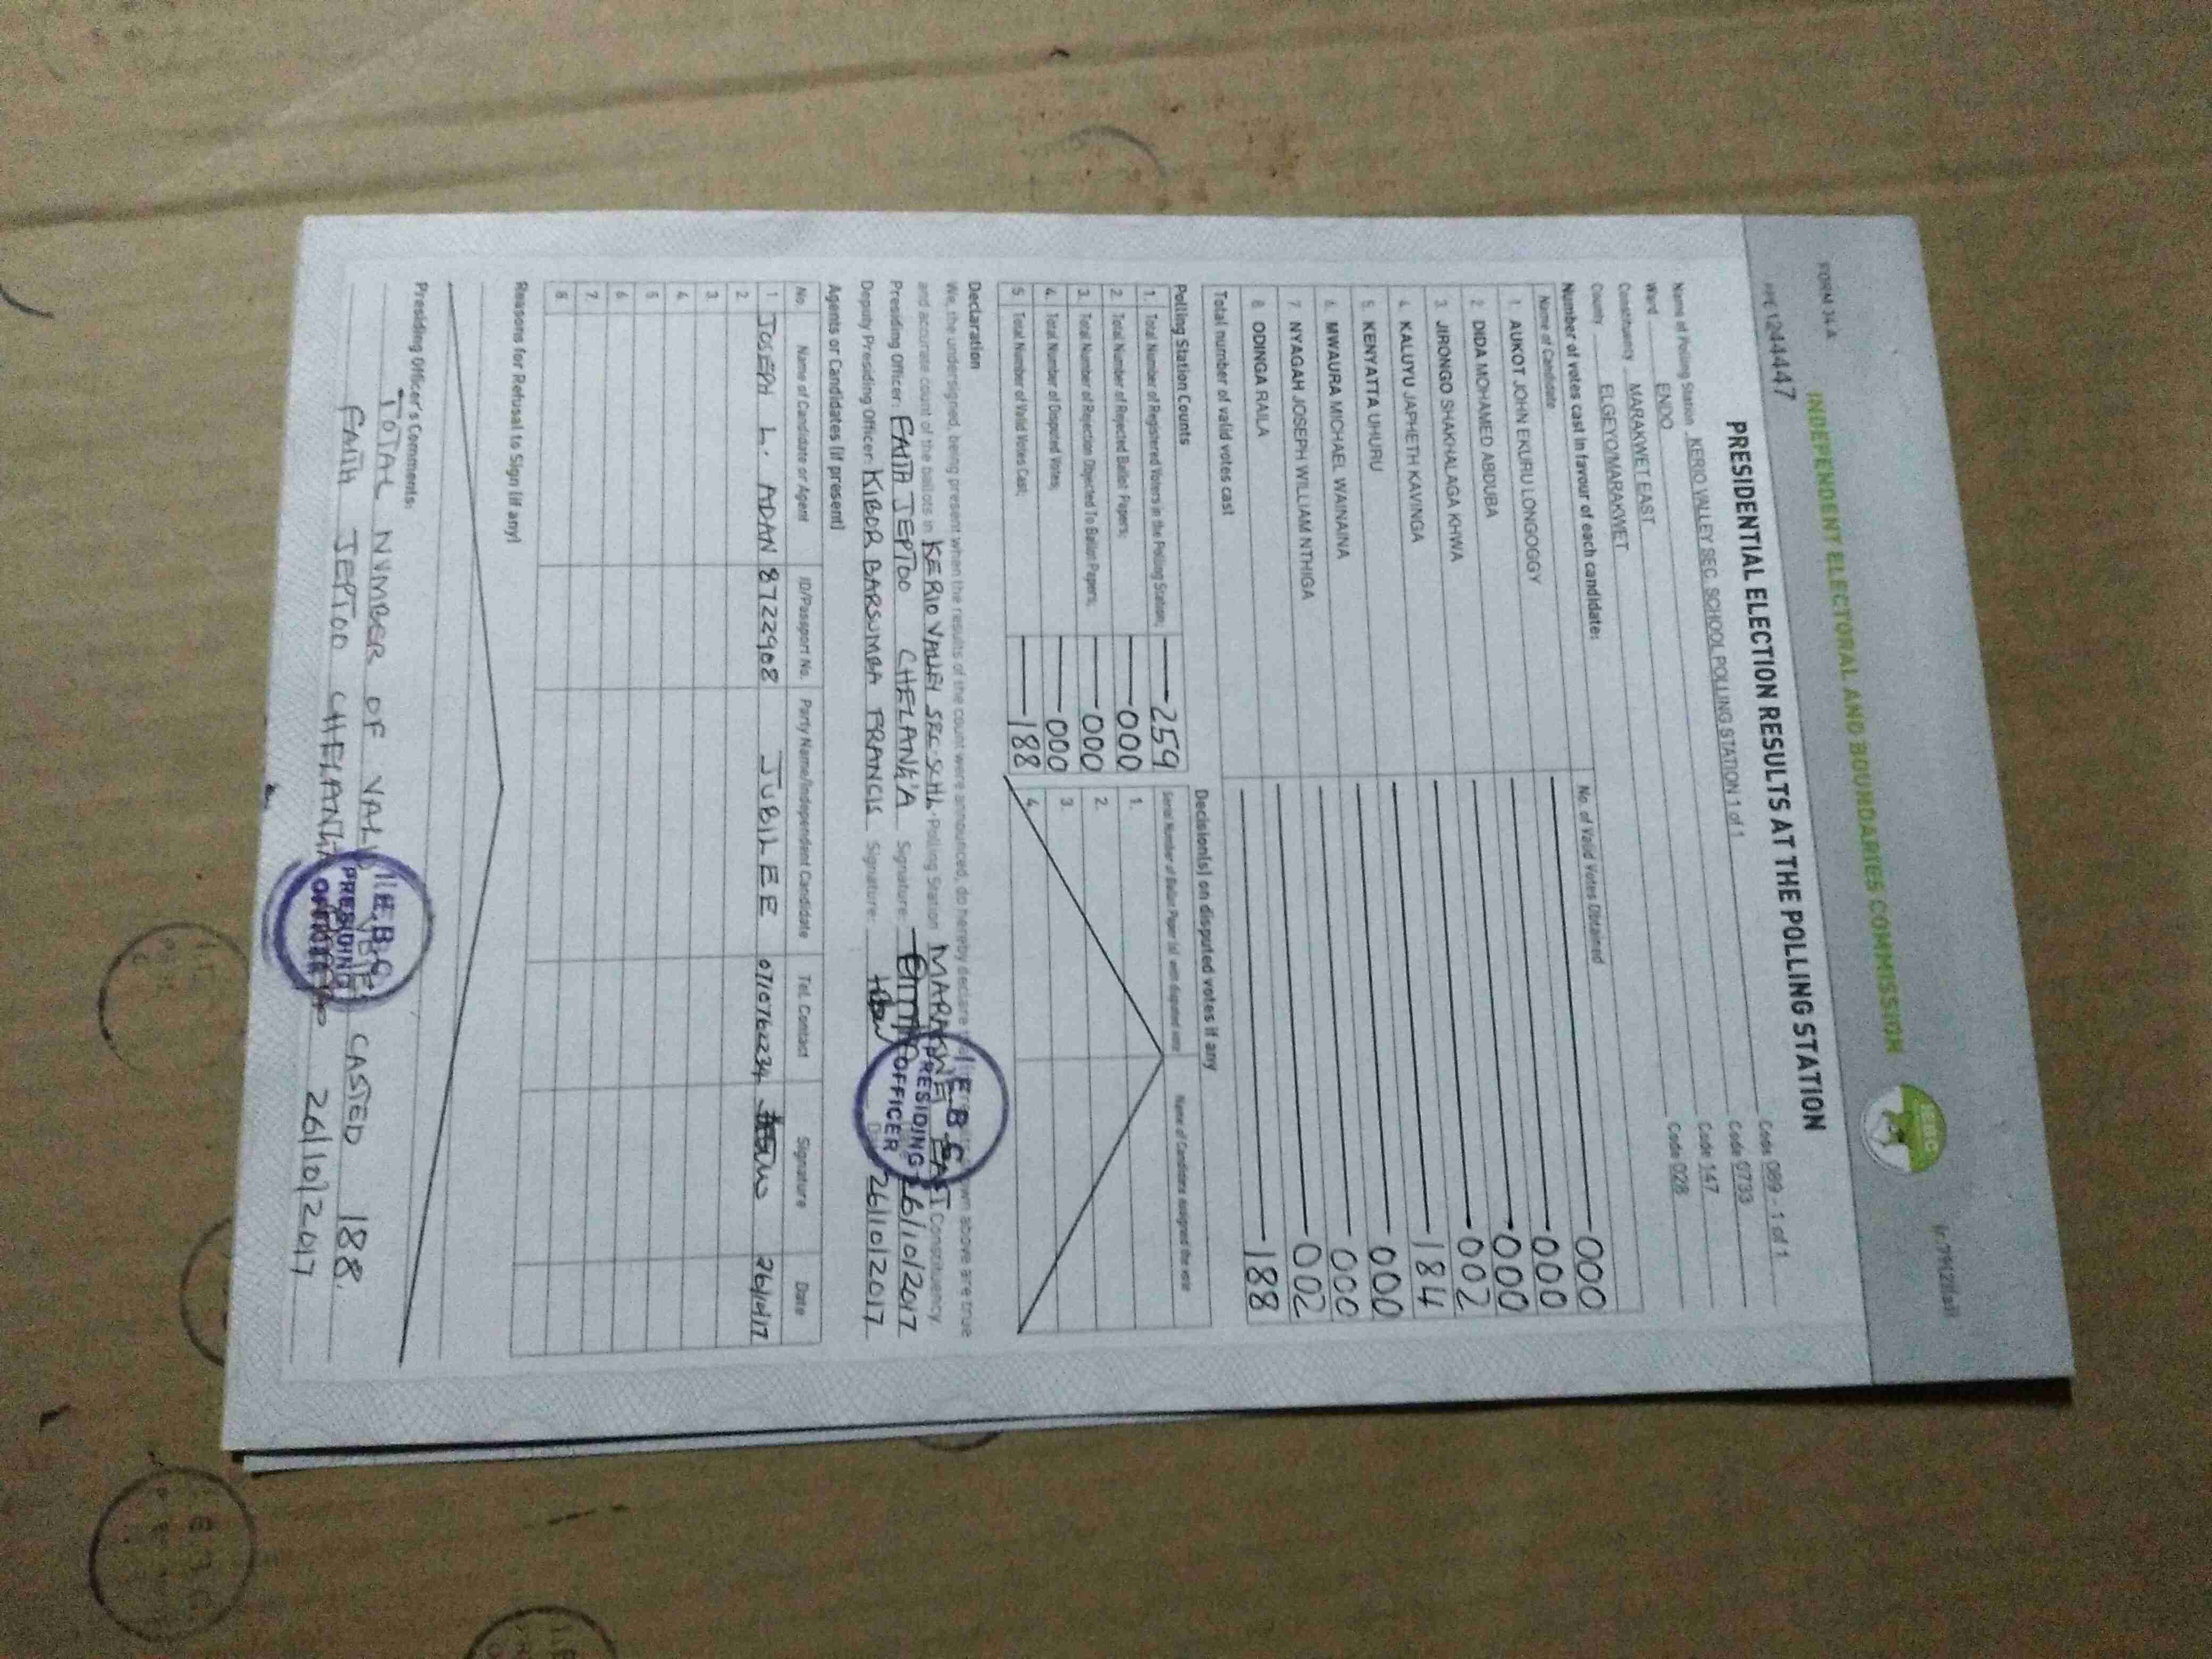 FORM 34 A
INDEPENDENT ELECTORAL AND BOUNDARIES COMMISSION
IEBC
PRESIDENTIAL ELECTION RESULTS AT THE POLLING STATION
Name of Polling Station KERIO VALLEY SEC. SCHOOL POLLING STATION 1 of 1 Code 089 - 1 of 1
Ward ENDO Code 0733
Constituency MARAKWET EAST Code 147
County ELGEYO/MARAKWET Code 028
Number of votes cast in favour of each candidate:
Name of Candidate No. of Valid Votes Obtained
1. AUKOT JOHN EKURU LONGOGGY 000
2. DIDA MOHAMED ABDUBA 000
3. JIRONGO SHAKHALAGA KHWA 000
4. KALUYU JAPHETH KAVINGA 002
5. KENYATTA UHURU 184
6. MWAURA MICHAEL WAINAINA 000
7. NYAGAH JOSEPH WILLIAM NTHIGA 000
8. ODINGA RAILA 002
Total number of valid votes cast 188
Polling Station Counts Decision(s) on disputed votes if any
Serial Number of Ballot Paper (s) with disputed vote Name of Candidate assigned the vote
1. Total Number of Registered Voters in the Polling Station; 259 1.
2. Total Number of Rejected Ballot Papers; 000 2.
3. Total Number of Rejection Objected To Ballot Papers; 000 3.
4. Total Number of Disputed Votes; 000 4.
5. Total Number of Valid Votes Cast; 188
Declaration
We, the undersigned, being present when the results of the count were announced, do hereby declare above are true
and accurate count of the ballots in KERIO VALLEY SEC. SCHL. Polling Station MARAKWET EAST Constituency.
Presiding Officer: FAITH JEPTOO CHELANG'A Signature: 26/10/2017
Deputy Presiding Officer: KIBOR BARSUMBA FRANCIS Signature: 26/10/2017
I.E.B.C
PRESIDING
OFFICER
Agents or Candidates (if present)
No. Name of Candidate or Agent ID/Passport No. Party Name/Independent Candidate Tel. Contact Signature Date
1 JOSEPH L. ADAN 8722908 JUBILEE 0710762234 26/10/17
2.
3.
4.
5
6
7.
8
Reasons for Refusal to Sign (if any)
Presiding Officer's Comments:
TOTAL NUMBER OF CASTED 188.
FAITH JEPTOO CHELANG'A 26/10/2017
I.E.B.C
PRESIDING
OFFICER